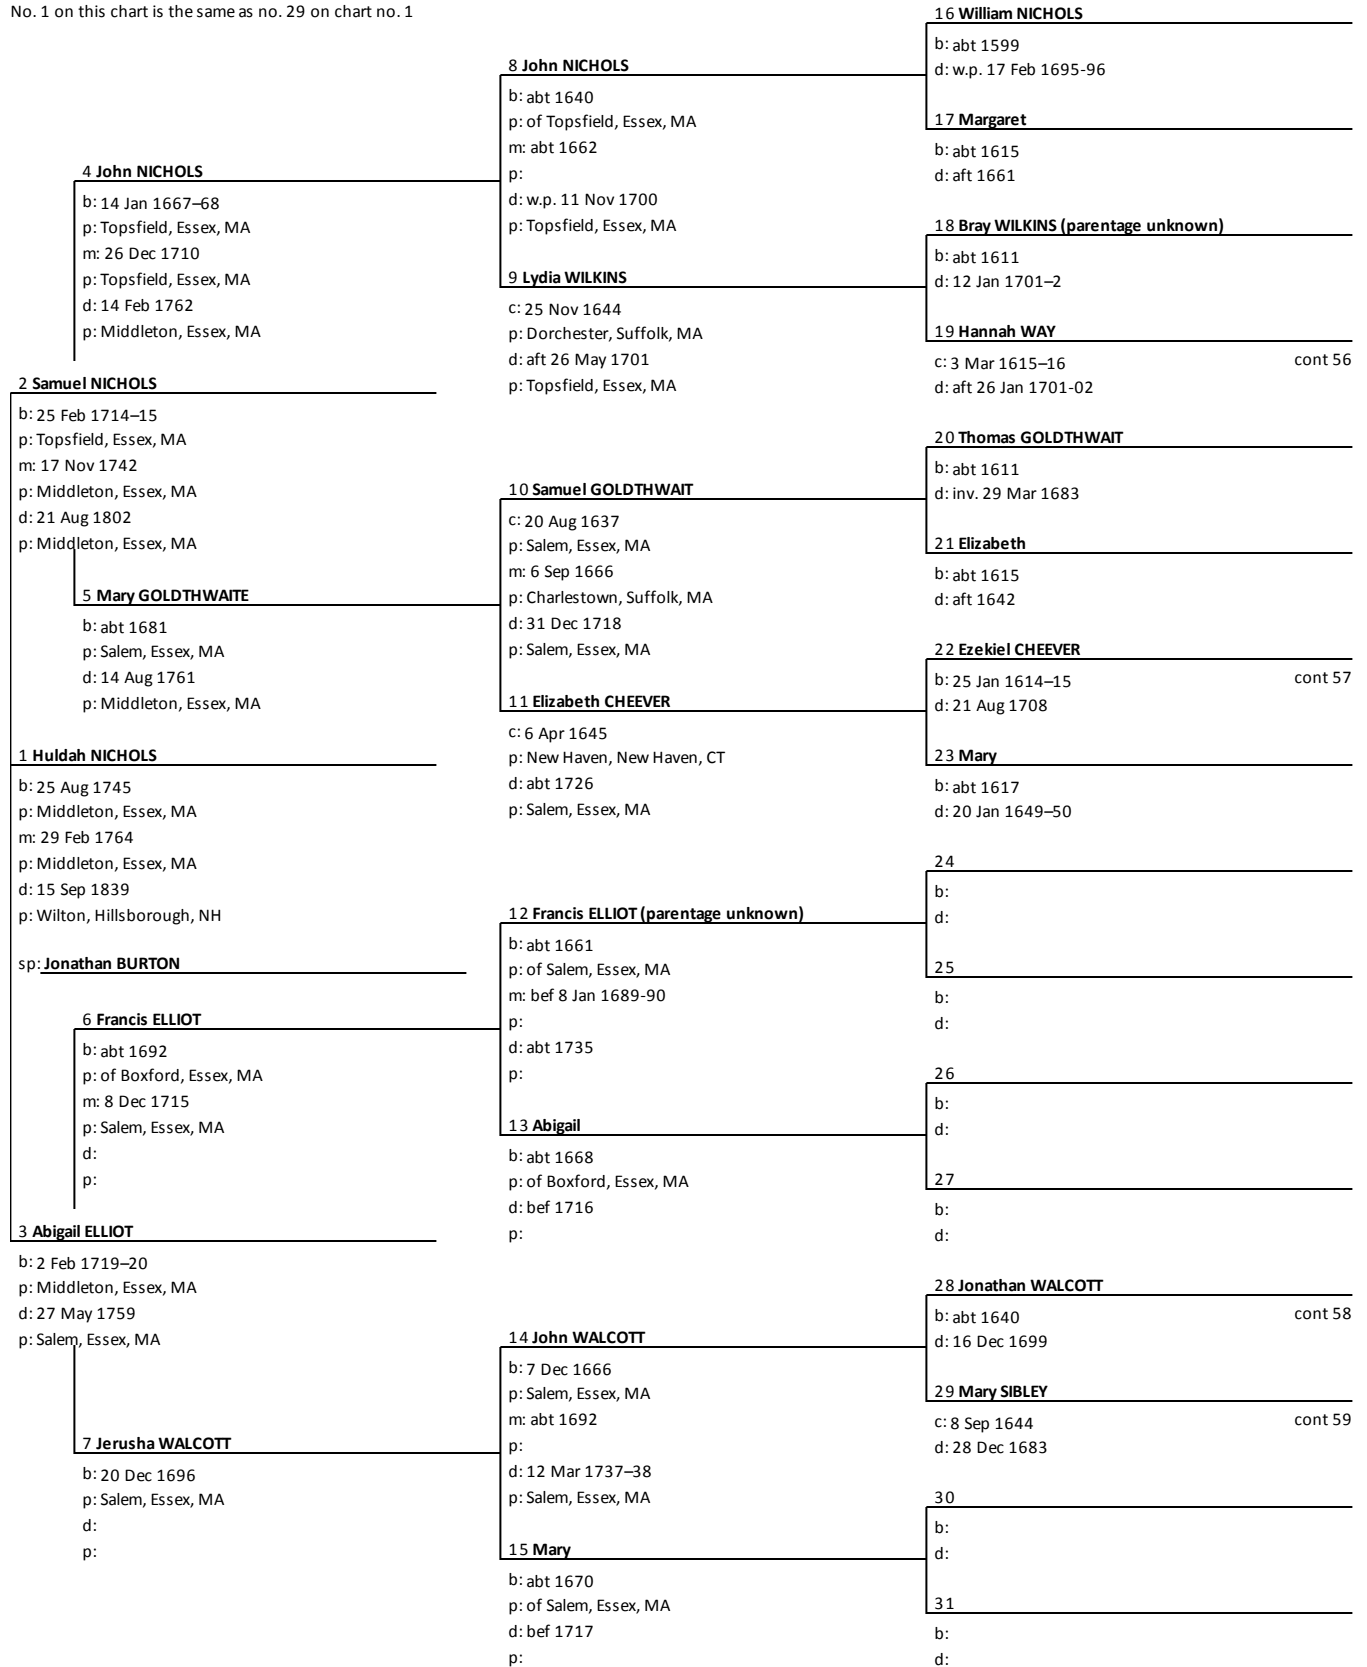 No. 1 on this chart is the same as no. 29 on chart no. 1
16 William NICHOLS
b: abt 1599
d: w.p. 17 Feb 1695-96
8 John NICHOLS
b: abt 1640
p: of Topsfield, Essex, MA
m: abt 1662
p:
d: w.p. 11 Nov 1700
p: Topsfield, Essex, MA
17 Margaret
b: abt 1615
d: aft 1661
4 John NICHOLS
b: 14 Jan 1667–68
p: Topsfield, Essex, MA
m: 26 Dec 1710
p: Topsfield, Essex, MA
d: 14 Feb 1762
p: Middleton, Essex, MA
18 Bray WILKINS (parentage unknown)
b: abt 1611
d: 12 Jan 1701–2
9 Lydia WILKINS
c: 25 Nov 1644
p: Dorchester, Suffolk, MA
d: aft 26 May 1701
p: Topsfield, Essex, MA
19 Hannah WAY
c: 3 Mar 1615–16 cont 56
d: aft 26 Jan 1701-02
2 Samuel NICHOLS
b: 25 Feb 1714–15
p: Topsfield, Essex, MA
m: 17 Nov 1742
p: Middleton, Essex, MA
d: 21 Aug 1802
p: Middleton, Essex, MA
20 Thomas GOLDTHWAIT
b: abt 1611
d: inv. 29 Mar 1683
10 Samuel GOLDTHWAIT
c: 20 Aug 1637
p: Salem, Essex, MA
m: 6 Sep 1666
p: Charlestown, Suffolk, MA
d: 31 Dec 1718
p: Salem, Essex, MA
21 Elizabeth
b: abt 1615
d: aft 1642
5 Mary GOLDTHWAITE
b: abt 1681
p: Salem, Essex, MA
d: 14 Aug 1761
p: Middleton, Essex, MA
22 Ezekiel CHEEVER
b: 25 Jan 1614–15 cont 57
d: 21 Aug 1708
11 Elizabeth CHEEVER
c: 6 Apr 1645
p: New Haven, New Haven, CT
d: abt 1726
p: Salem, Essex, MA
23 Mary
b: abt 1617
d: 20 Jan 1649–50
1 Huldah NICHOLS
b: 25 Aug 1745
p: Middleton, Essex, MA
m: 29 Feb 1764
p: Middleton, Essex, MA
d: 15 Sep 1839
p: Wilton, Hillsborough, NH
sp: Jonathan BURTON
24
b:
d:
12 Francis ELLIOT (parentage unknown)
b: abt 1661
p: of Salem, Essex, MA
m: bef 8 Jan 1689-90
p:
d: abt 1735
p:
25
b:
d:
6 Francis ELLIOT
b: abt 1692
p: of Boxford, Essex, MA
m: 8 Dec 1715
p: Salem, Essex, MA
d:
p:
26
b:
d:
13 Abigail
b: abt 1668
p: of Boxford, Essex, MA
d: bef 1716
p:
27
b:
d:
3 Abigail ELLIOT
b: 2 Feb 1719–20
p: Middleton, Essex, MA
d: 27 May 1759
p: Salem, Essex, MA
28 Jonathan WALCOTT
b: abt 1640 cont 58
d: 16 Dec 1699
14 John WALCOTT
b: 7 Dec 1666
p: Salem, Essex, MA
m: abt 1692
p:
d: 12 Mar 1737–38
p: Salem, Essex, MA
29 Mary SIBLEY
c: 8 Sep 1644 cont 59
d: 28 Dec 1683
7 Jerusha WALCOTT
b: 20 Dec 1696
p: Salem, Essex, MA
d:
p:
30
b:
d:
15 Mary
b: abt 1670
p: of Salem, Essex, MA
d: bef 1717
p:
31
b:
d: